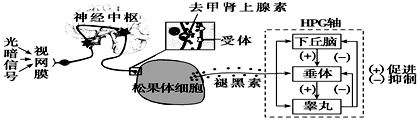 去甲肾上腺素
神经中枢
受体
光暗信号
视网膜
松果体细胞
褪黑素
HPG轴
下丘脑
(+) (−)
垂体
(+) (−)
睾丸
(−)
(+)促进
(−)抑制